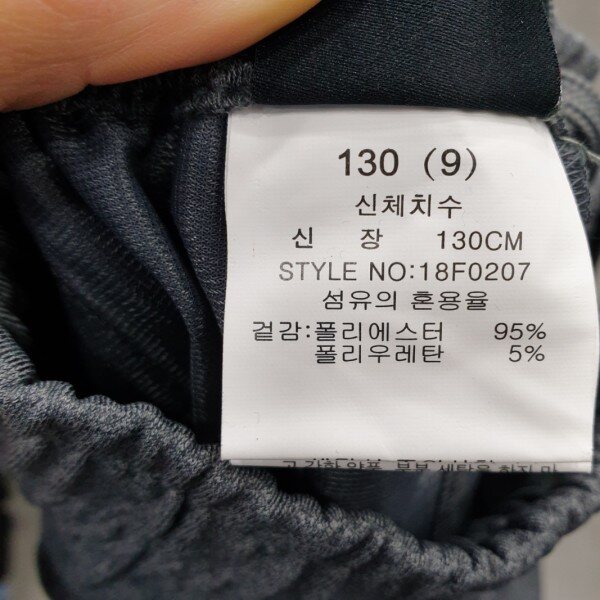 130 (9)
신체치수
신 장 130CM
STYLE NO:18F0207
섬유의 혼용율
겉감:폴리에스터 95%
폴리우레탄 5%